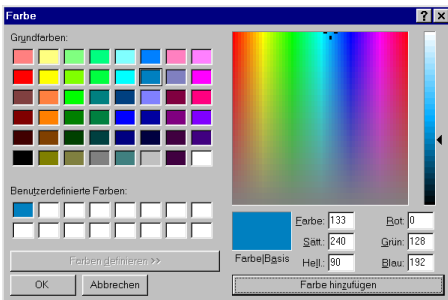 Farbe
Grundfarben:
Benutzerdefinierte Farben:
Farben definieren >>
OK
Abbrechen
Farbe|Basis
Farbe: 133
Sätt.: 240
Hell.: 90
Rot: 0
Grün: 128
Blau: 192
Farbe hinzufügen